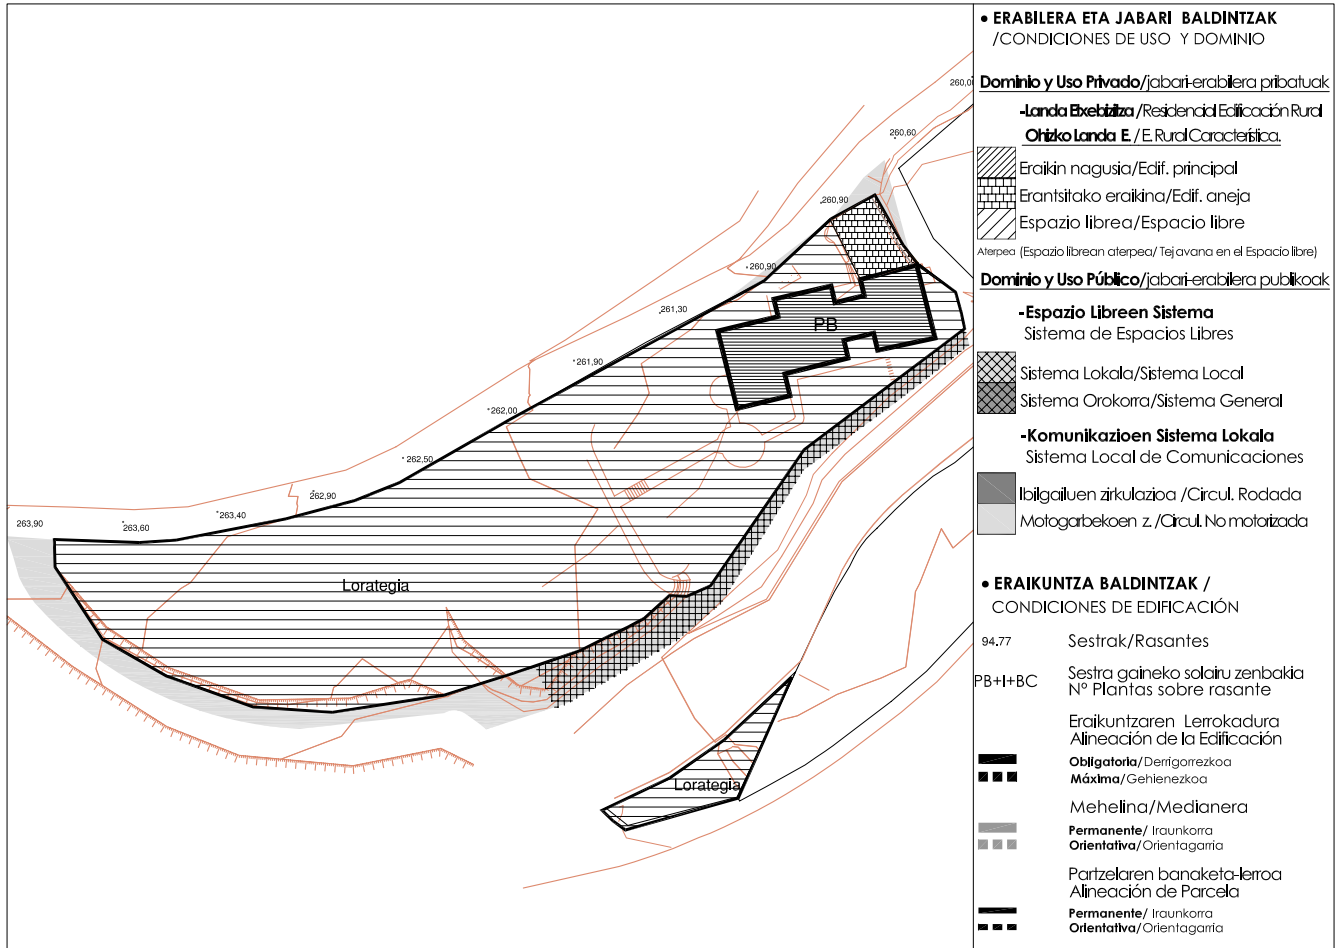 260,0
260,60
260,90
260,90
261,30
261,90
262,00
262,50
262,90
263,40
263,60
263,90
PB
Lorategia
Lorategia
• ERABILERA ETA JABARI BALDINTZAK
/CONDICIONES DE USO Y DOMINIO
Dominio y Uso Privado/jabari-erabilera pribatuak
-Landa Etxebizitza/Residencial Edificación Rural
Ohizko Landa E./E. Rural Característica.
Eraikin nagusia/Edif. principal
Erantsitako eraikina/Edif. aneja
Espazio librea/Espacio libre
Aterpea (Espazio librean aterpea/ Tejavana en el Espacio libre)
Dominio y Uso Público/jabari-erabilera publikoak
-Espazio Libreen Sistema
Sistema de Espacios Libres
Sistema Lokala/Sistema Local
Sistema Orokorra/Sistema General
-Komunikazioen Sistema Lokala
Sistema Local de Comunicaciones
Ibilgailuen zirkulazioa /Circul. Rodada
Motogarbekoen z./Circul. No motorizada
• ERAIKUNTZA BALDINTZAK /
CONDICIONES DE EDIFICACIÓN
94.77 Sestrak/Rasantes
PB+I+BC Sestra gaineko solairu zenbakia
Nº Plantas sobre rasante
Eraikuntzaren Lerrokadura
Alineación de la Edificación
Obligatoria/Derrigorrezkoa
Máxima/Gehienezkoa
Mehelina/Medianera
Permanente/ Iraunkorra
Orientativa/Orientagarria
Partzelaren banaketa-lerroa
Alineación de Parcela
Permanente/ Iraunkorra
Orientativa/Orientagarria